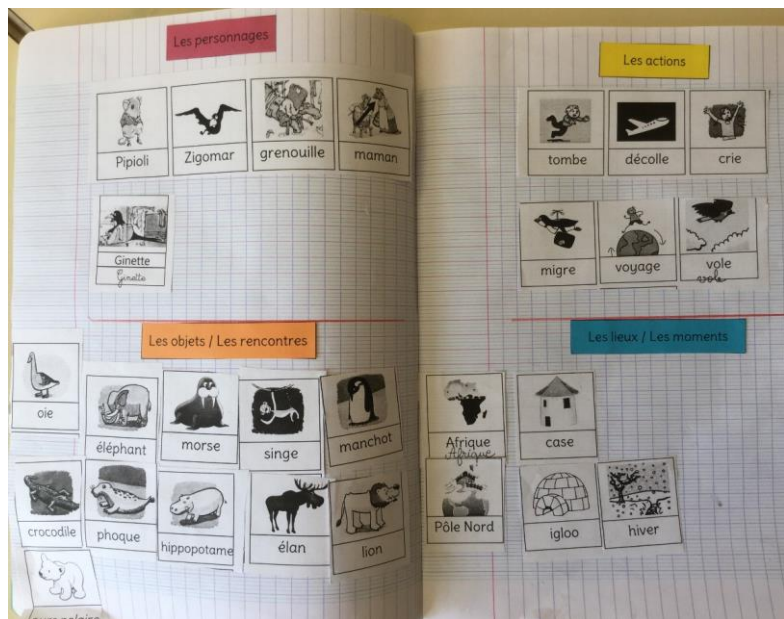 Les personnages
Pipioli
Zigomar
grenouille
maman
Ginette
Ginette
Les objets / Les rencontres
oie
éléphant
morse
singe
manchot
crocodile
phoque
hippopotame
élan
lion
Les actions
tombe
décolle
crie
migre
voyage
vole
vole
Les lieux / Les moments
Afrique
Afrique
case
Pôle Nord
igloo
hiver